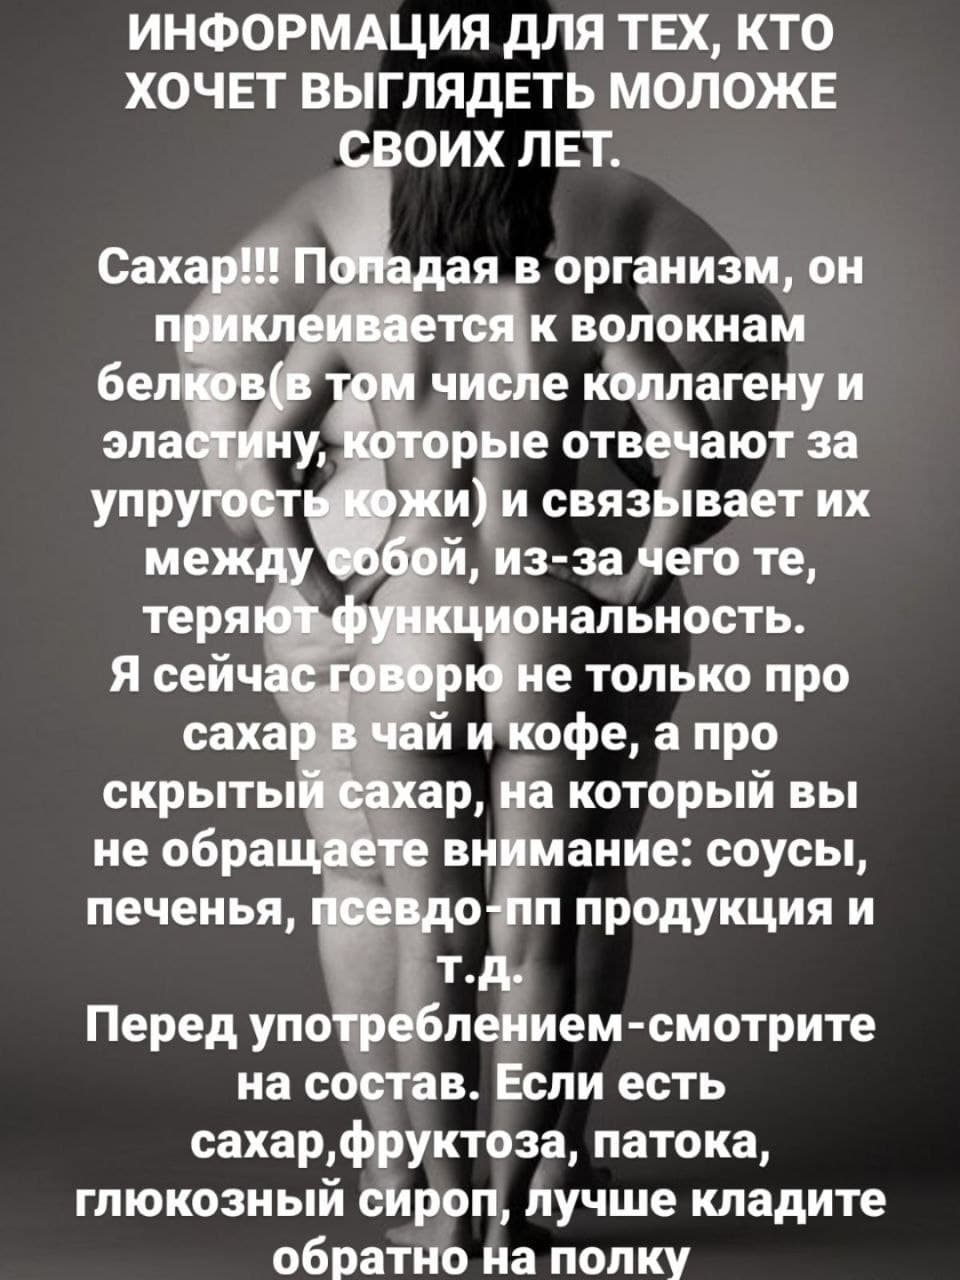 ИНФОРМАЦИЯ ДЛЯ ТЕХ, КТО
ХОЧЕТ ВЫГЛЯДЕТЬ МОЛОЖЕ
СВОИХ ЛЕТ.
Сахар!!! Попадая в организм, он
приклеивается к волокнам
белков(в том числе коллагену и
эластину, которые отвечают за
упругость кожи) и связывает их
между собой, из-за чего те,
теряют функциональность.
Я сейчас говорю не только про
сахар в чай и кофе, а про
скрытый сахар, на который вы
не обращаете внимание: соусы,
печенья, псевдо-пп продукция и
т.д.
Перед употреблением-смотрите
на состав. Если есть
сахар,фруктоза, патока,
глюкозный сироп, лучше кладите
обратно на полку